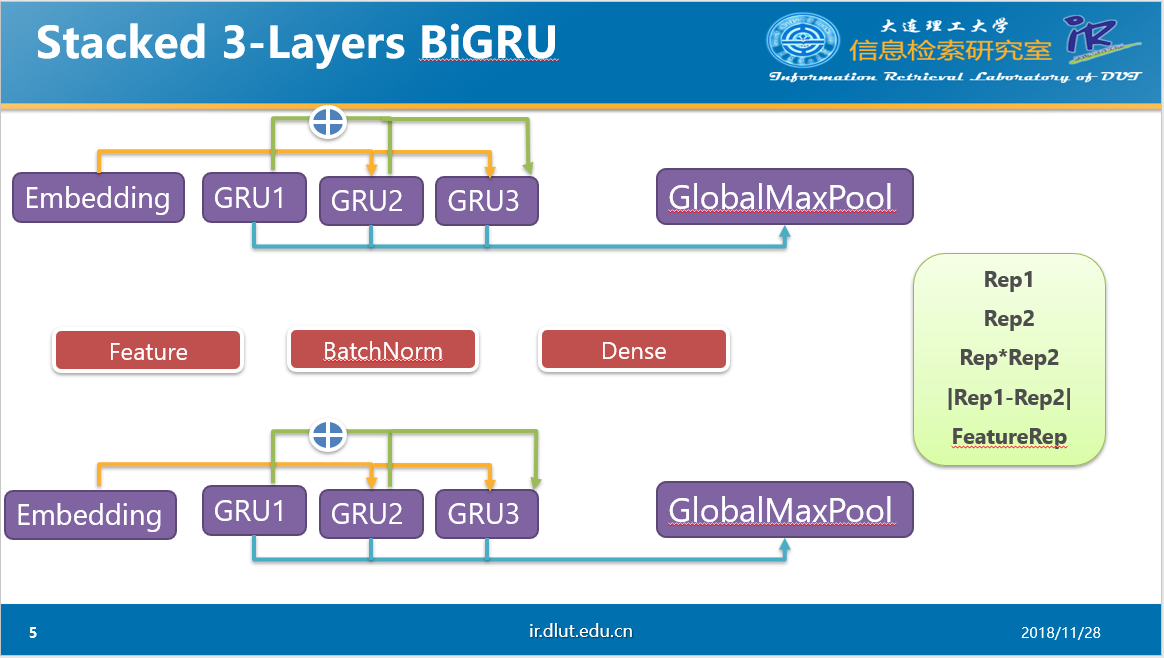 Stacked 3-Layers BiGRU
大连理工大学
信息检索研究室
Information Retrieval Laboratory of DUT
Embedding
GRU1
GRU2
GRU3
GlobalMaxPool
Rep1
Rep2
Rep*Rep2
|Rep1-Rep2|
FeatureRep
Feature
BatchNorm
Dense
Embedding
GRU1
GRU2
GRU3
GlobalMaxPool
5
ir.dlut.edu.cn
2018/11/28